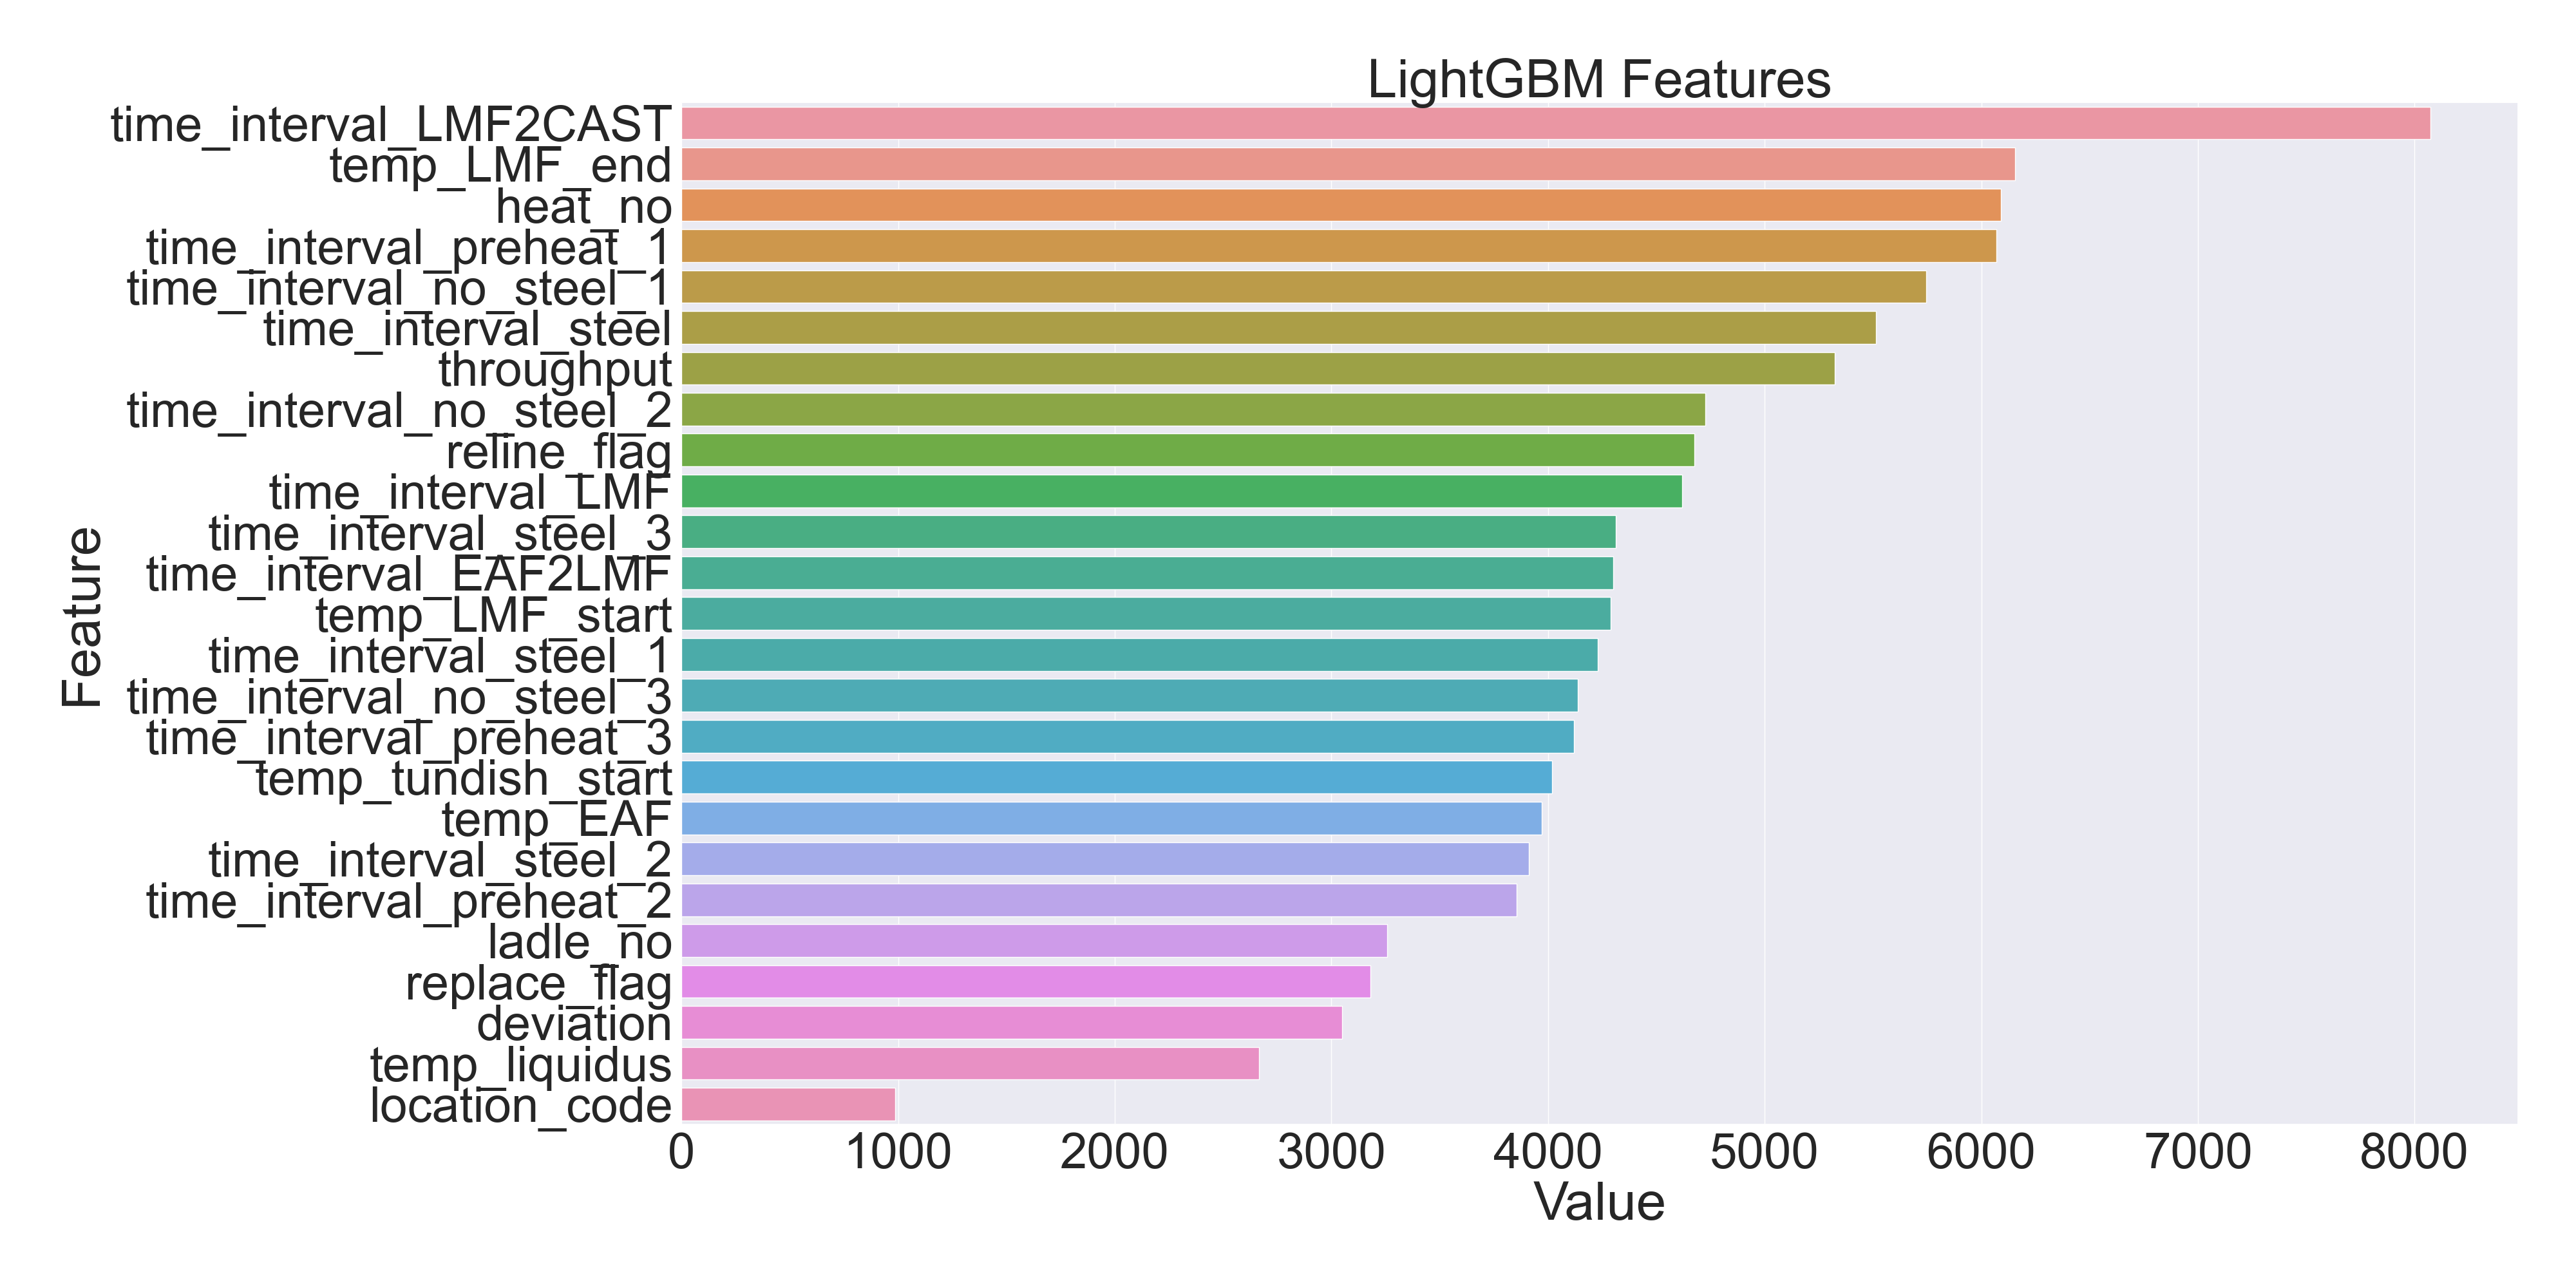 LightGBM Features
time_interval_LMF2CAST
temp_LMF_end
heat_no
time_interval_preheat_1
time_interval_no_steel_1
time_interval_steel
throughput
time_interval_no_steel_2
reline_flag
time_interval_LMF
time_interval_steel_3
time_interval_EAF2LMF
temp_LMF_start
time_interval_steel_1
time_interval_no_steel_3
time_interval_preheat_3
temp_tundish_start
temp_EAF
time_interval_steel_2
time_interval_preheat_2
ladle_no
replace_flag
deviation
temp_liquidus
location_code
Feature
0 1000 2000 3000 4000 5000 6000 7000 8000
Value